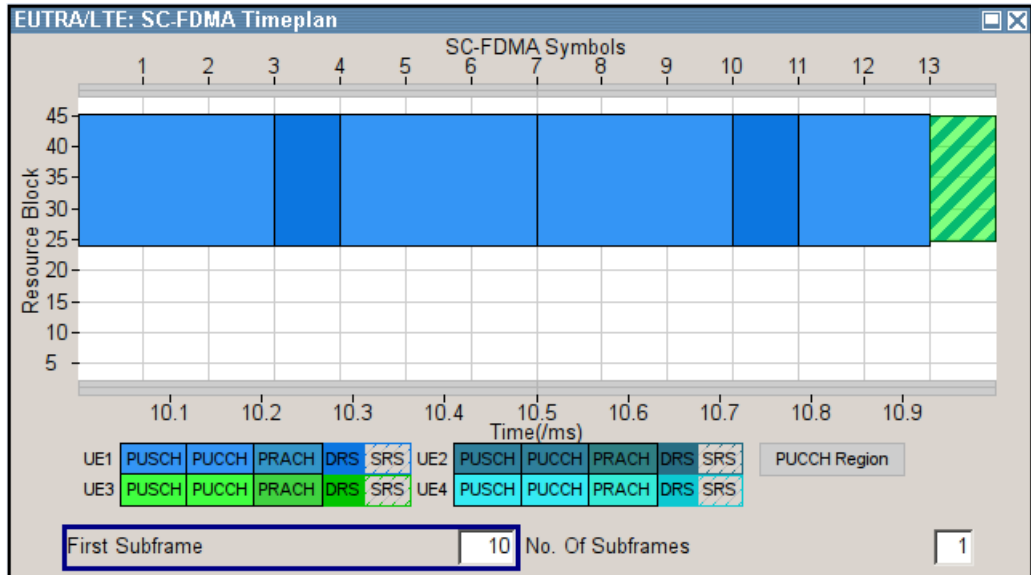 EUTRA/LTE: SC-FDMA Timeplan
SC-FDMA Symbols
1 2 3 4 5 6 7 8 9 10 11 12 13
Resource Block
45
40
35
30
25
20
15
10
5
10.1 10.2 10.3 10.4 10.5 10.6 10.7 10.8 10.9
Time(/ms)
UE1 PUSCH PUCCH PRACH DRS SRS UE2 PUSCH PUCCH PRACH DRS SRS PUCCH Region
UE3 PUSCH PUCCH PRACH DRS SRS UE4 PUSCH PUCCH PRACH DRS SRS
First Subframe 10 No. Of Subframes 1